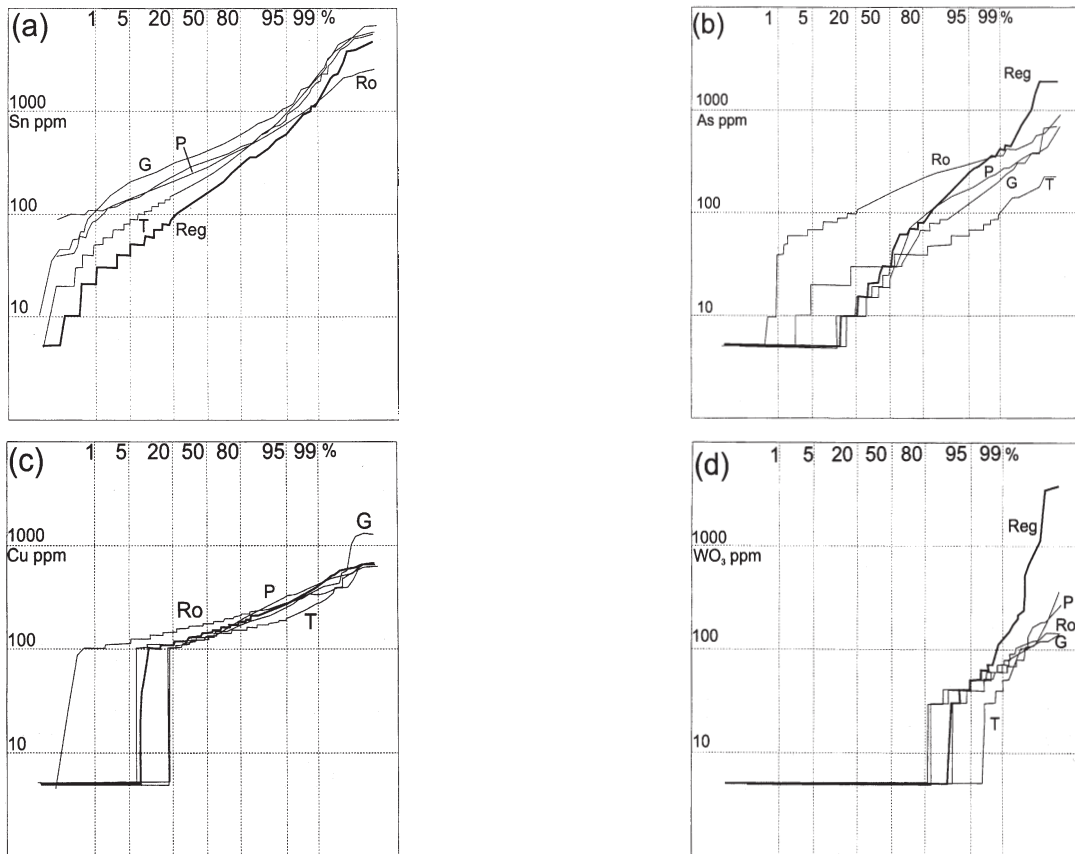 (a) 1 5 20 50 80 95 99 %
1000
Sn ppm
Ro
P
G
T
100
Reg
10
(b) 1 5 20 50 80 95 99 %
Reg
1000
As ppm
Ro
P
G
T
100
10
(c) 1 5 20 50 80 95 99 %
G
1000
Cu ppm
P
Ro
T
100
10
(d) 1 5 20 50 80 95 99 %
Reg
1000
WO₃ ppm
P
100
Ro
G
T
10